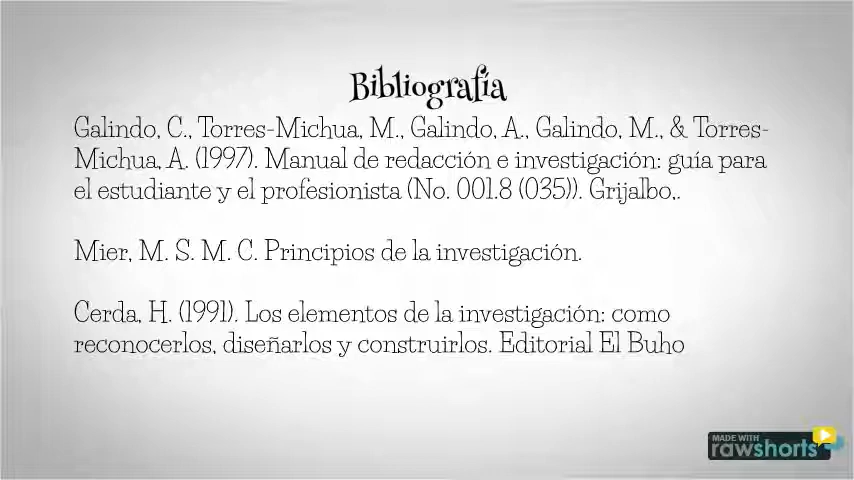 Bibliografía
Galindo, C., Torres-Michua, M., Galindo, A., Galindo, M., & Torres-
Michua, A. (1997). Manual de redacción e investigación: guía para
el estudiante y el profesionista (No. 001.8 (035)). Grijalbo,.
Mier, M. S. M. C. Principios de la investigación.
Cerda, H. (1991). Los elementos de la investigación: como
reconocerlos, diseñarlos y construirlos. Editorial El Buho
MADE WITH
rawshorts